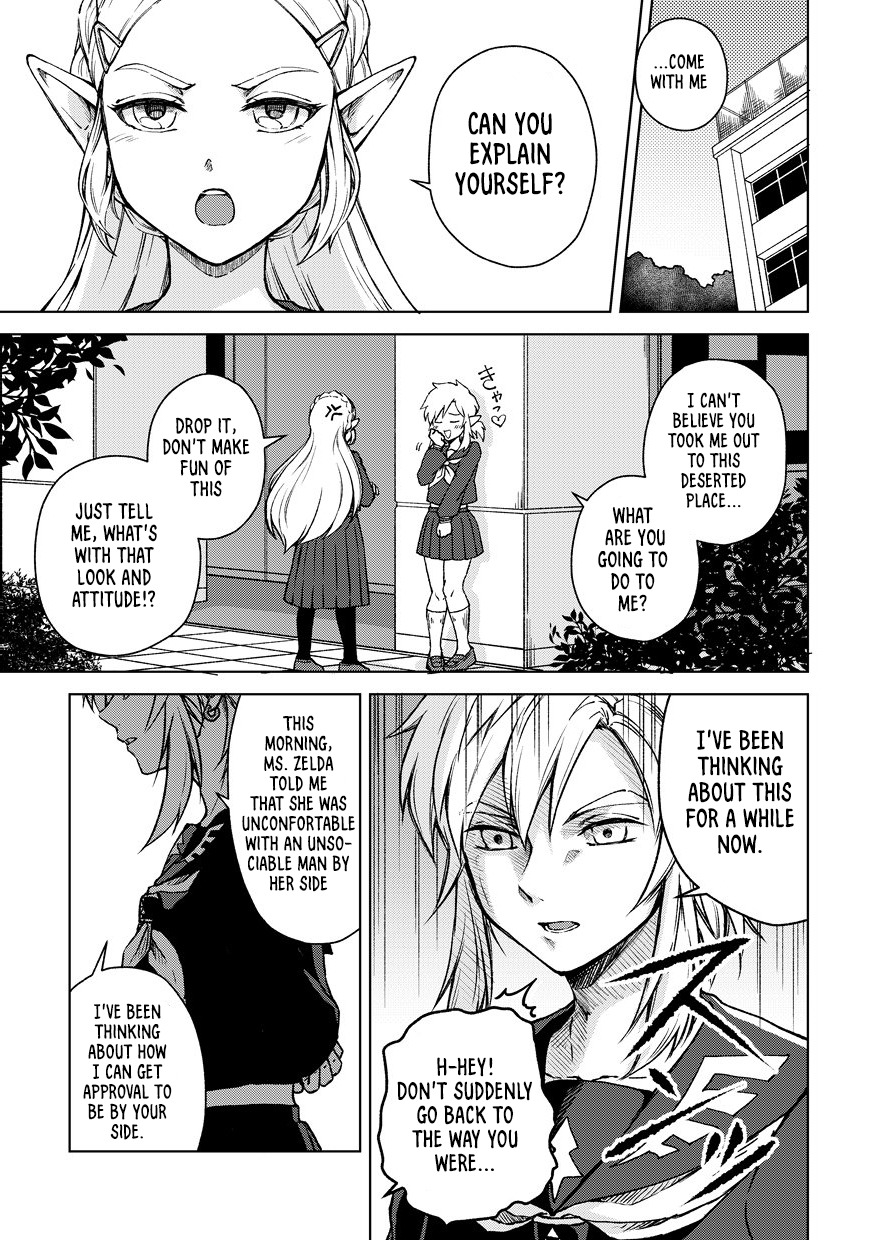 ...COME
WITH ME
CAN YOU
EXPLAIN
YOURSELF?
I CAN'T
BELIEVE YOU
TOOK ME OUT
TO THIS
DESERTED
PLACE...
WHAT
ARE YOU
GOING TO
DO TO
ME?
きゃっ♡
DROP IT,
DON'T MAKE
FUN OF
THIS
JUST TELL
ME, WHAT'S
WITH THAT
LOOK AND
ATTITUDE!?
I'VE BEEN
THINKING
ABOUT THIS
FOR A WHILE
NOW.
スッ
H-HEY!
DON'T SUDDENLY
GO BACK TO
THE WAY YOU
WERE...
THIS
MORNING,
MS. ZELDA
TOLD ME
THAT SHE WAS
UNCONFORTABLE
WITH AN UNSO-
CIABLE MAN BY
HER SIDE
I'VE BEEN
THINKING
ABOUT HOW
I CAN GET
APPROVAL TO
BE BY YOUR
SIDE.